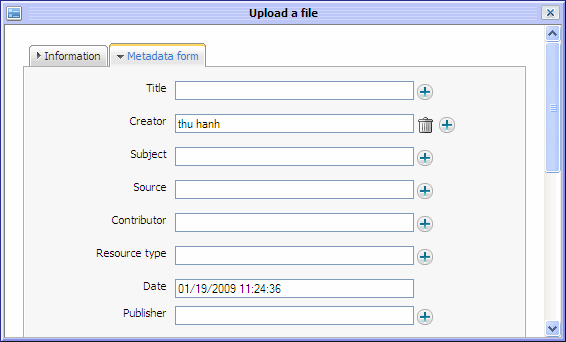 Upload a file
Information
Metadata form
Title
Creator thu hanh
Subject
Source
Contributor
Resource type
Date 01/19/2009 11:24:36
Publisher